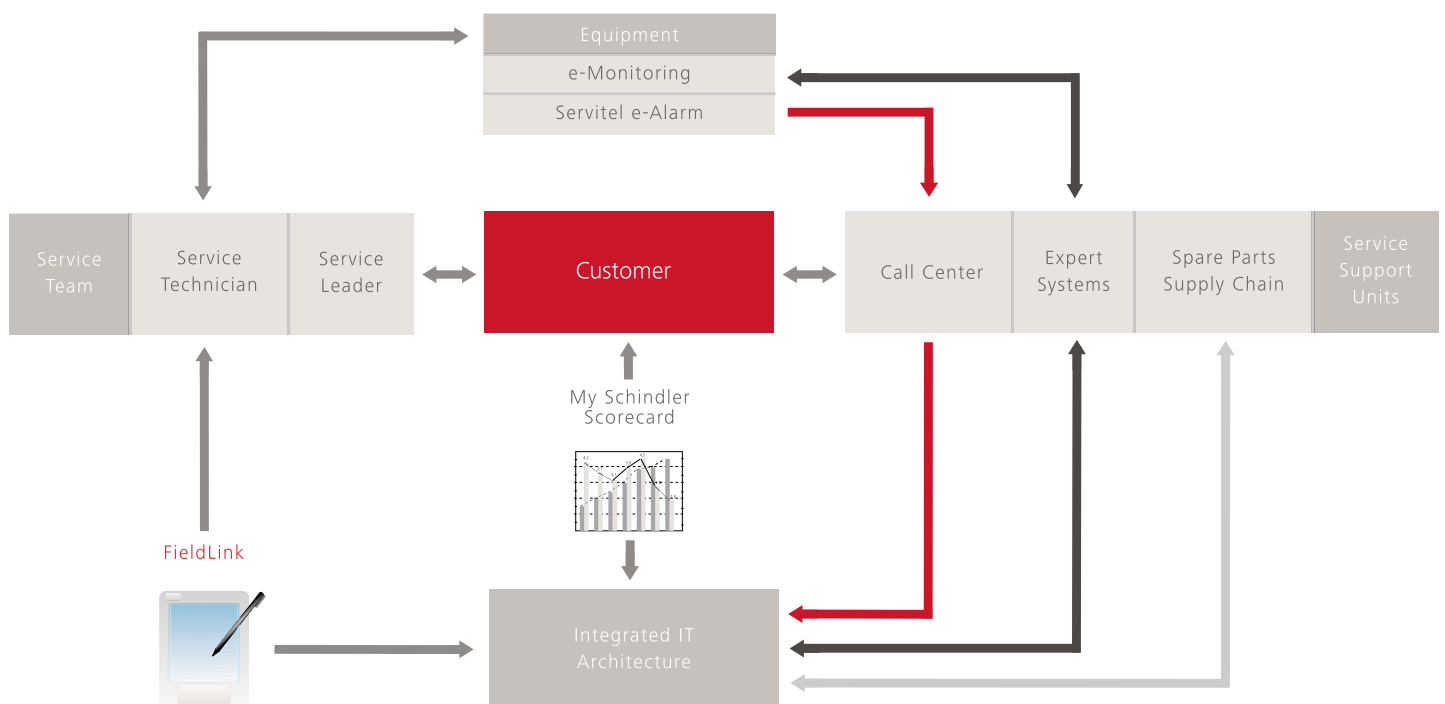 Equipment
e-Monitoring
Servitel e-Alarm
Service
Team
Service
Technician
Service
Leader
Customer
Call Center
Expert
Systems
Spare Parts
Supply Chain
Service
Support
Units
My Schindler
Scorecard
FieldLink
Integrated IT
Architecture